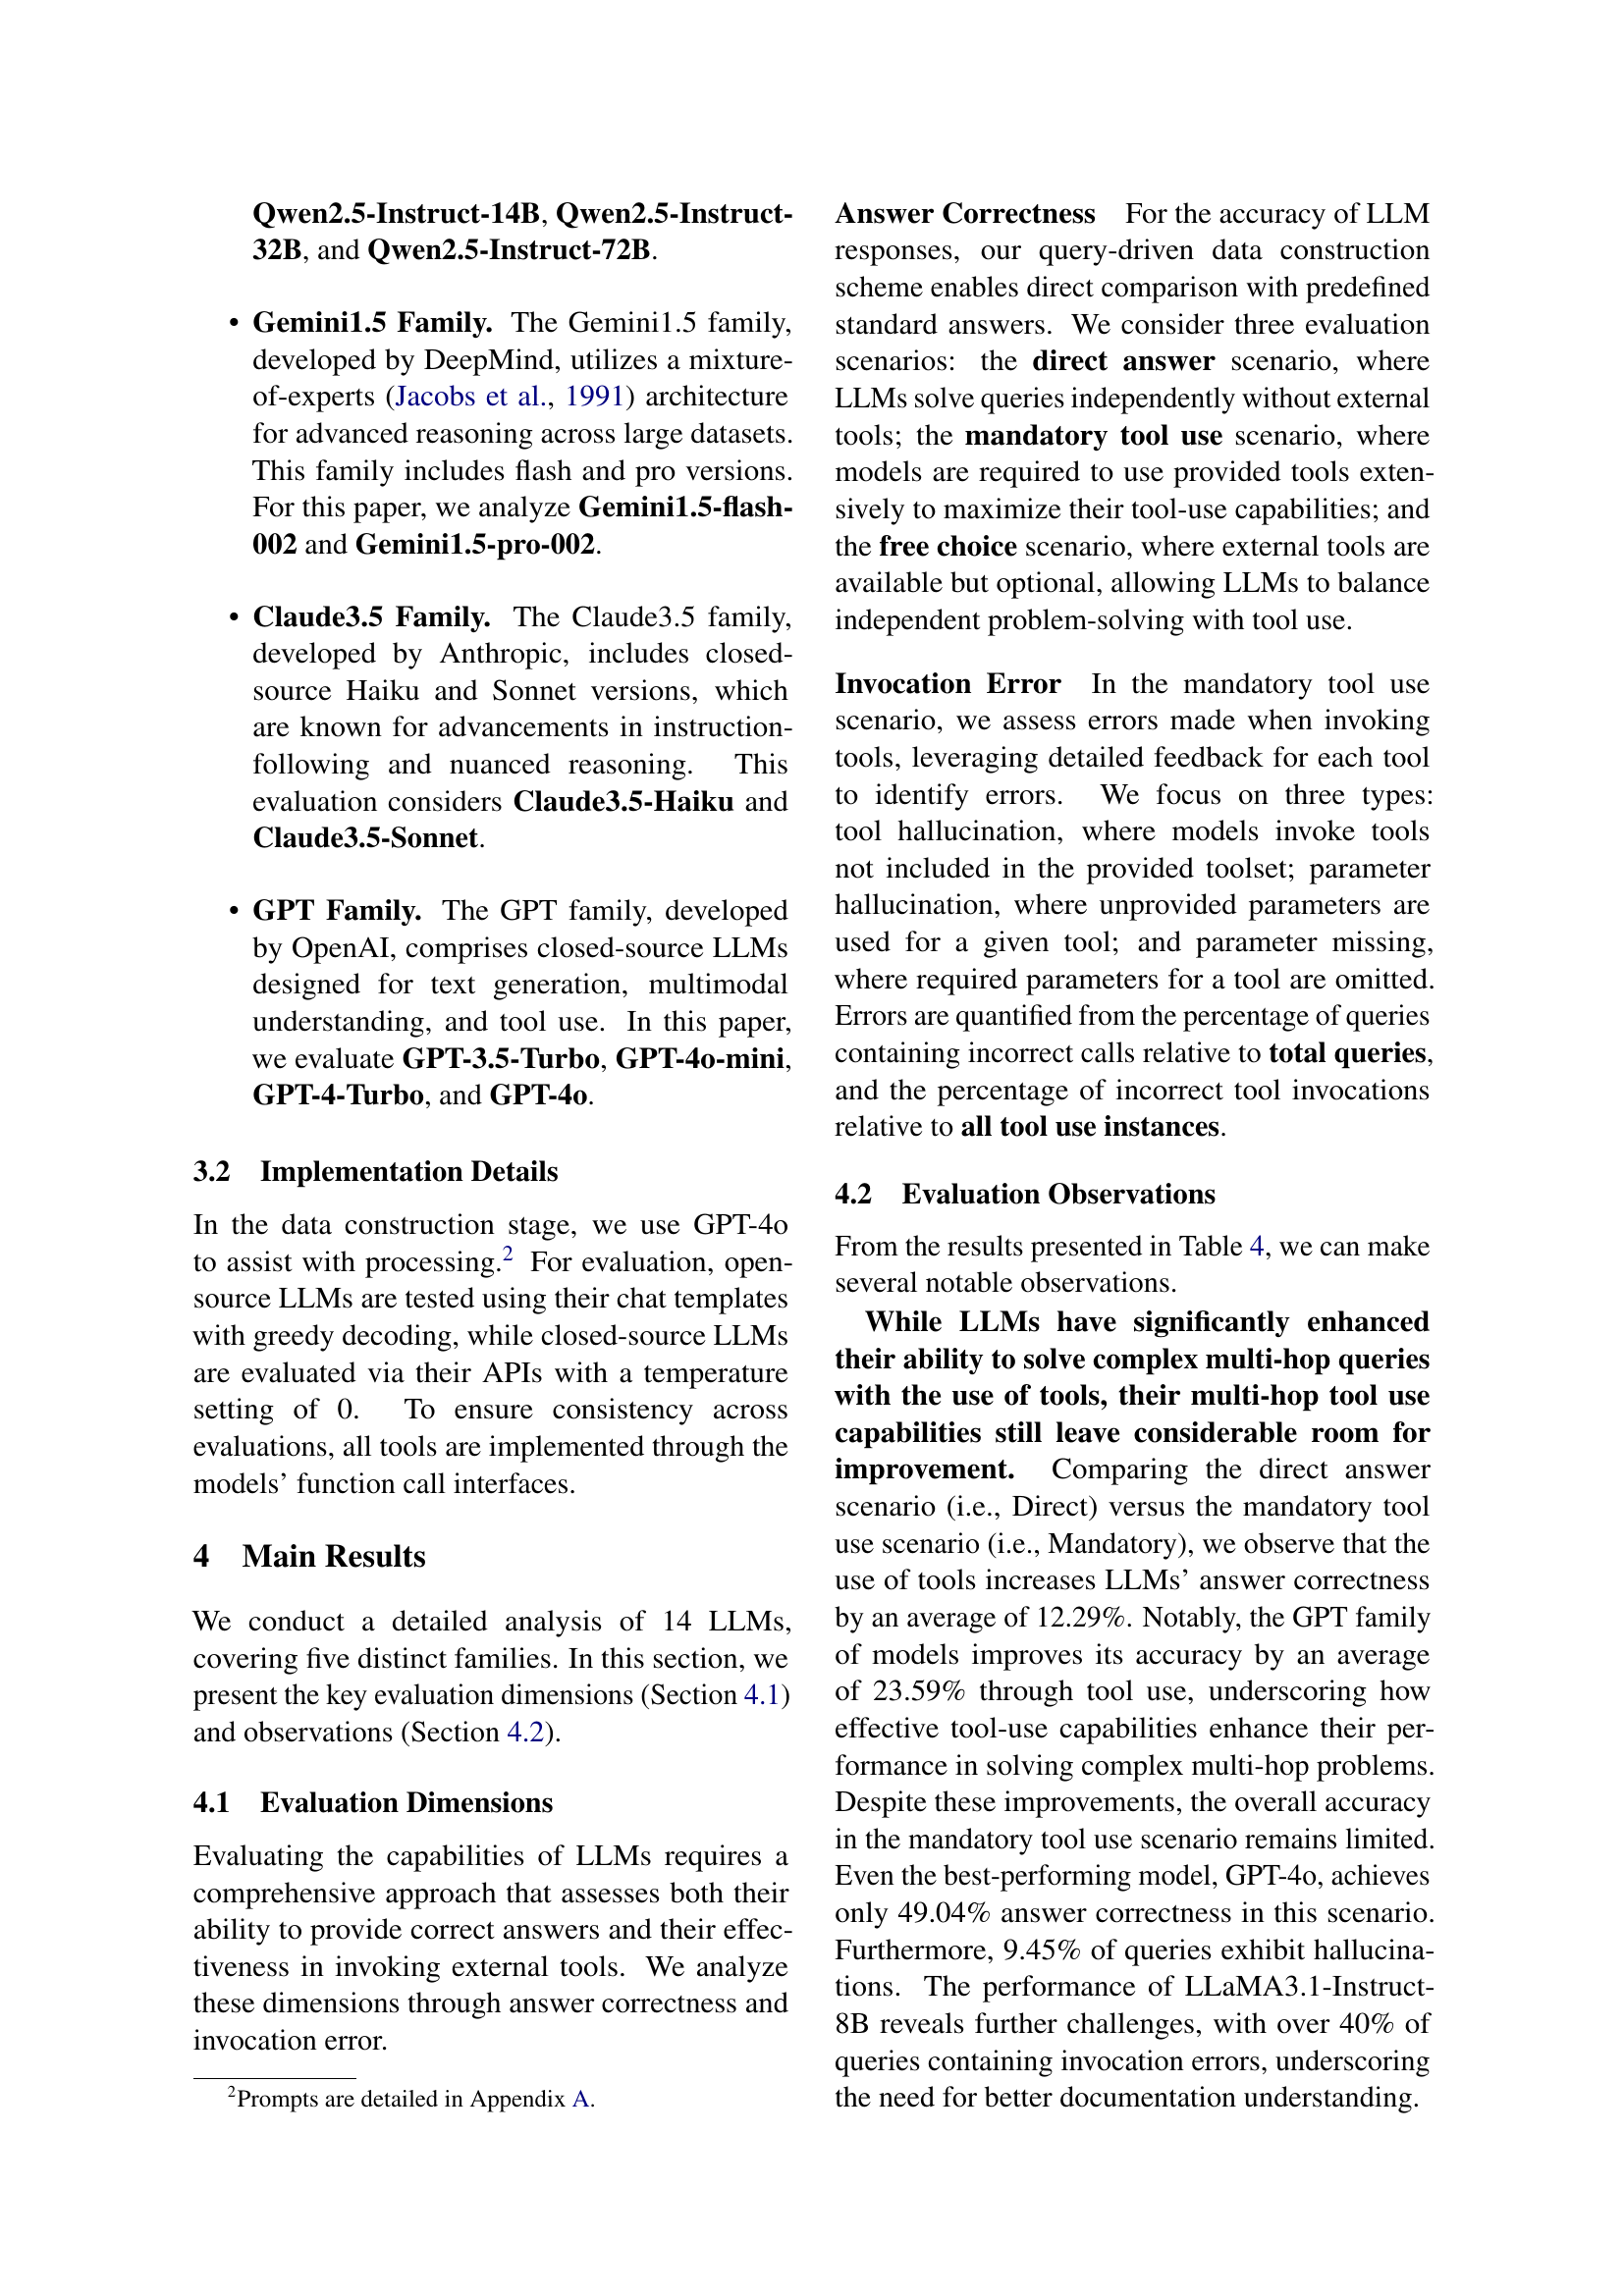 Qwen2.5-Instruct-14B, Qwen2.5-Instruct-
32B, and Qwen2.5-Instruct-72B.
• Gemini1.5 Family. The Gemini1.5 family,
developed by DeepMind, utilizes a mixture-
of-experts (Jacobs et al., 1991) architecture
for advanced reasoning across large datasets.
This family includes flash and pro versions.
For this paper, we analyze Gemini1.5-flash-
002 and Gemini1.5-pro-002.
• Claude3.5 Family. The Claude3.5 family,
developed by Anthropic, includes closed-
source Haiku and Sonnet versions, which
are known for advancements in instruction-
following and nuanced reasoning. This
evaluation considers Claude3.5-Haiku and
Claude3.5-Sonnet.
• GPT Family. The GPT family, developed
by OpenAI, comprises closed-source LLMs
designed for text generation, multimodal
understanding, and tool use. In this paper,
we evaluate GPT-3.5-Turbo, GPT-4o-mini,
GPT-4-Turbo, and GPT-4o.
3.2 Implementation Details
In the data construction stage, we use GPT-4o
to assist with processing.2 For evaluation, open-
source LLMs are tested using their chat templates
with greedy decoding, while closed-source LLMs
are evaluated via their APIs with a temperature
setting of 0. To ensure consistency across
evaluations, all tools are implemented through the
models' function call interfaces.
4 Main Results
We conduct a detailed analysis of 14 LLMs,
covering five distinct families. In this section, we
present the key evaluation dimensions (Section 4.1)
and observations (Section 4.2).
4.1 Evaluation Dimensions
Evaluating the capabilities of LLMs requires a
comprehensive approach that assesses both their
ability to provide correct answers and their effec-
tiveness in invoking external tools. We analyze
these dimensions through answer correctness and
invocation error.
2Prompts are detailed in Appendix A.
Answer Correctness For the accuracy of LLM
responses, our query-driven data construction
scheme enables direct comparison with predefined
standard answers. We consider three evaluation
scenarios: the direct answer scenario, where
LLMs solve queries independently without external
tools; the mandatory tool use scenario, where
models are required to use provided tools exten-
sively to maximize their tool-use capabilities; and
the free choice scenario, where external tools are
available but optional, allowing LLMs to balance
independent problem-solving with tool use.
Invocation Error In the mandatory tool use
scenario, we assess errors made when invoking
tools, leveraging detailed feedback for each tool
to identify errors. We focus on three types:
tool hallucination, where models invoke tools
not included in the provided toolset; parameter
hallucination, where unprovided parameters are
used for a given tool; and parameter missing,
where required parameters for a tool are omitted.
Errors are quantified from the percentage of queries
containing incorrect calls relative to total queries,
and the percentage of incorrect tool invocations
relative to all tool use instances.
4.2 Evaluation Observations
From the results presented in Table 4, we can make
several notable observations.
While LLMs have significantly enhanced
their ability to solve complex multi-hop queries
with the use of tools, their multi-hop tool use
capabilities still leave considerable room for
improvement. Comparing the direct answer
scenario (i.e., Direct) versus the mandatory tool
use scenario (i.e., Mandatory), we observe that the
use of tools increases LLMs' answer correctness
by an average of 12.29%. Notably, the GPT family
of models improves its accuracy by an average
of 23.59% through tool use, underscoring how
effective tool-use capabilities enhance their per-
formance in solving complex multi-hop problems.
Despite these improvements, the overall accuracy
in the mandatory tool use scenario remains limited.
Even the best-performing model, GPT-4o, achieves
only 49.04% answer correctness in this scenario.
Furthermore, 9.45% of queries exhibit hallucina-
tions. The performance of LLaMA3.1-Instruct-
8B reveals further challenges, with over 40% of
queries containing invocation errors, underscoring
the need for better documentation understanding.